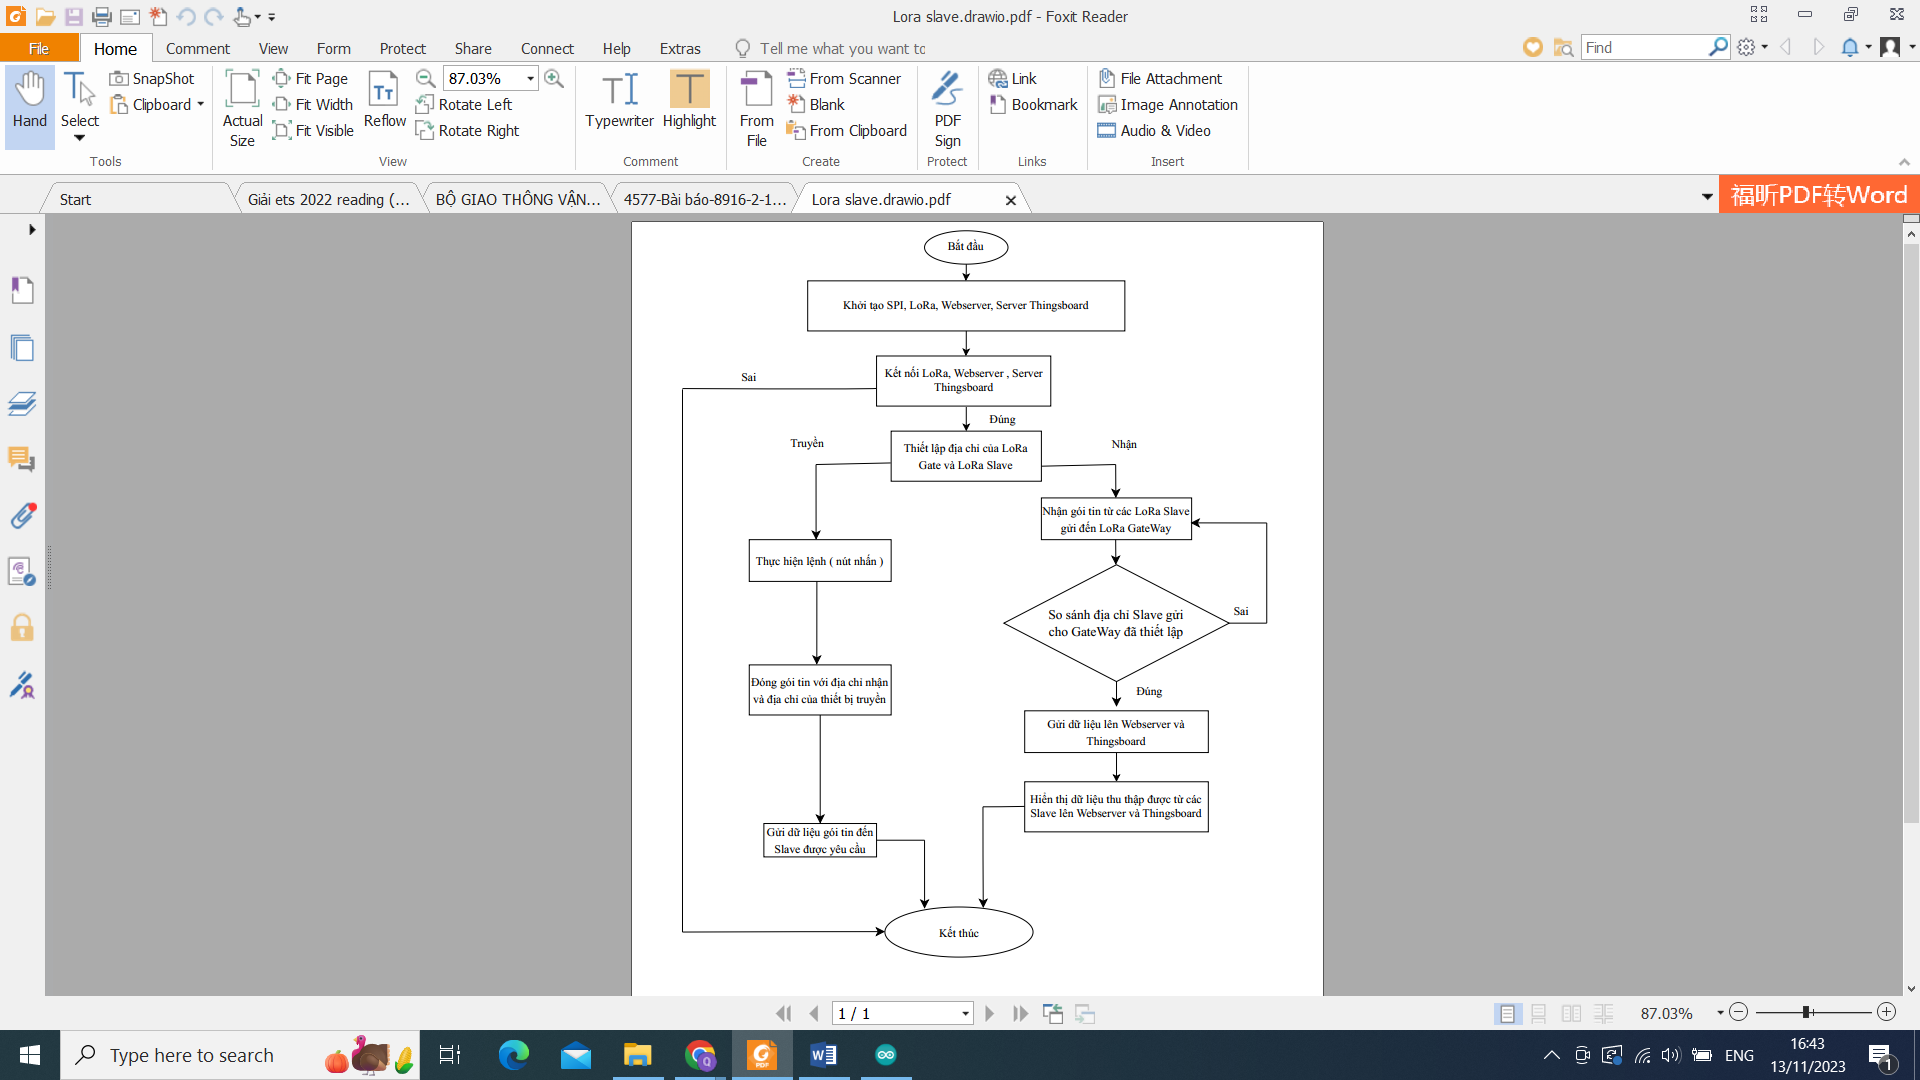 Lora slave.drawio.pdf - Foxit Reader
File
Home
Comment
View
Form
Protect
Share
Connect
Help
Extras
Tell me what you want to
Find
Hand
Select
SnapShot
Clipboard
Tools
Actual
Size
Fit Page
Fit Width
Fit Visible
Reflow
87.03%
Rotate Left
Rotate Right
View
Typewriter
Highlight
Comment
From
File
From Scanner
Blank
From Clipboard
Create
PDF
Sign
Protect
Link
Bookmark
Links
File Attachment
Image Annotation
Audio & Video
Insert
Start
Giải ets 2022 reading (...
BỘ GIAO THÔNG VẬN...
4577-Bài báo-8916-2-1...
Lora slave.drawio.pdf
福昕PDF转Word
Bắt đầu
Khởi tạo SPI, LoRa, Webserver, Server Thingsboard
Sai
Kết nối LoRa, Webserver , Server
Thingsboard
Đúng
Truyền
Thiết lập địa chỉ của LoRa
Gate và LoRa Slave
Nhận
Nhận gói tin từ các LoRa Slave
gửi đến LoRa GateWay
Thực hiện lệnh ( nút nhấn )
So sánh địa chỉ Slave gửi
cho GateWay đã thiết lập
Sai
Đóng gói tin với địa chỉ nhận
và địa chỉ của thiết bị truyền
Đúng
Gửi dữ liệu lên Webserver và
Thingsboard
Hiển thị dữ liệu thu thập được từ các
Slave lên Webserver và Thingsboard
Gửi dữ liệu gói tin đến
Slave được yêu cầu
Kết thúc
1 / 1
87.03%
Type here to search
ENG
16:43
13/11/2023
1